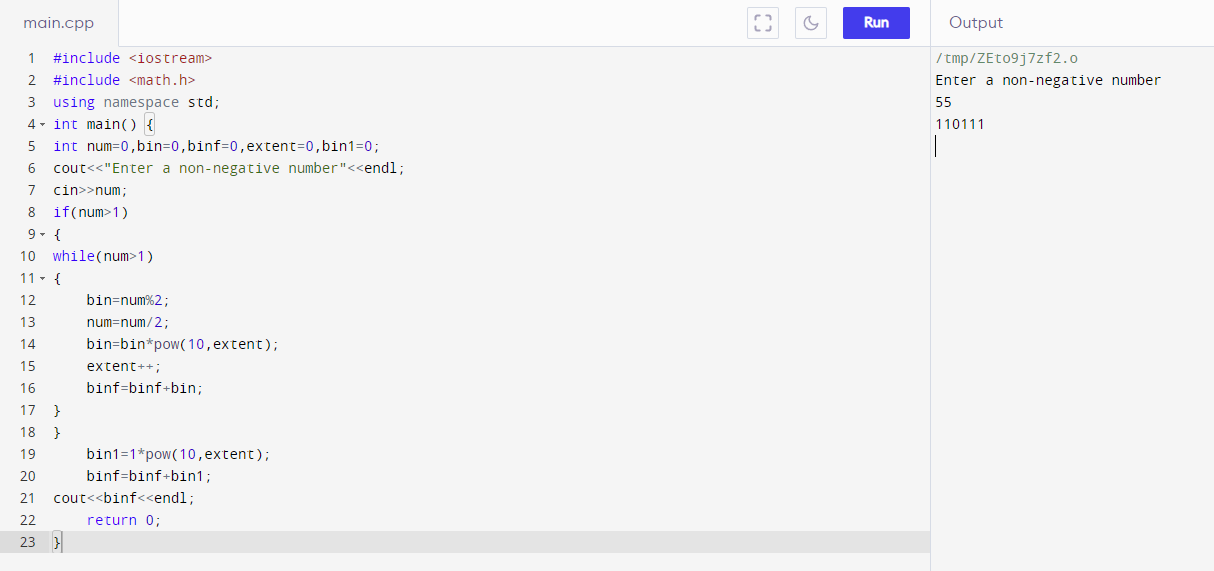 main.cpp
Run
Output
1 #include <iostream>
2 #include <math.h>
3 using namespace std;
4 int main() {
5 int num=0,bin=0,binf=0,extent=0,bin1=0;
6 cout<<"Enter a non-negative number"<<endl;
7 cin>>num;
8 if(num>1)
9 {
10 while(num>1)
11 {
12     bin=num%2;
13     num=num/2;
14     bin=bin*pow(10,extent);
15     extent++;
16     binf=binf+bin;
17 }
18 }
19     bin1=1*pow(10,extent);
20     binf=binf+bin1;
21 cout<<binf<<endl;
22     return 0;
23 }
/tmp/ZEto9j7zf2.o
Enter a non-negative number
55
110111